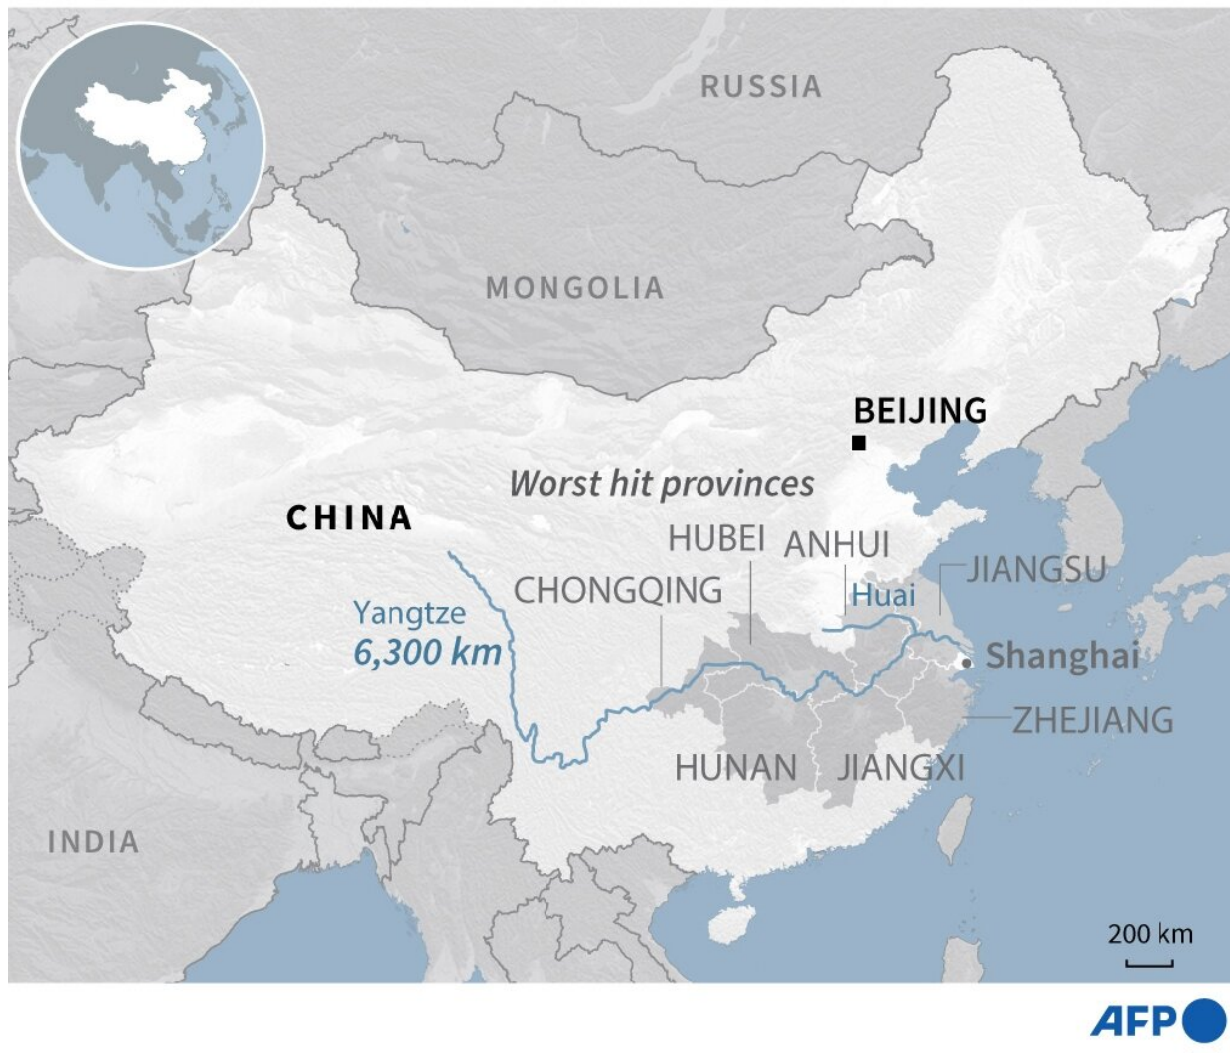 RUSSIA
MONGOLIA
BEIJING
Worst hit provinces
CHINA
HUBEI
ANHUI
JIANGSU
CHONGQING
Huai
Yangtze
6,300 km
Shanghai
ZHEJIANG
HUNAN
JIANGXI
INDIA
200 km
AFP